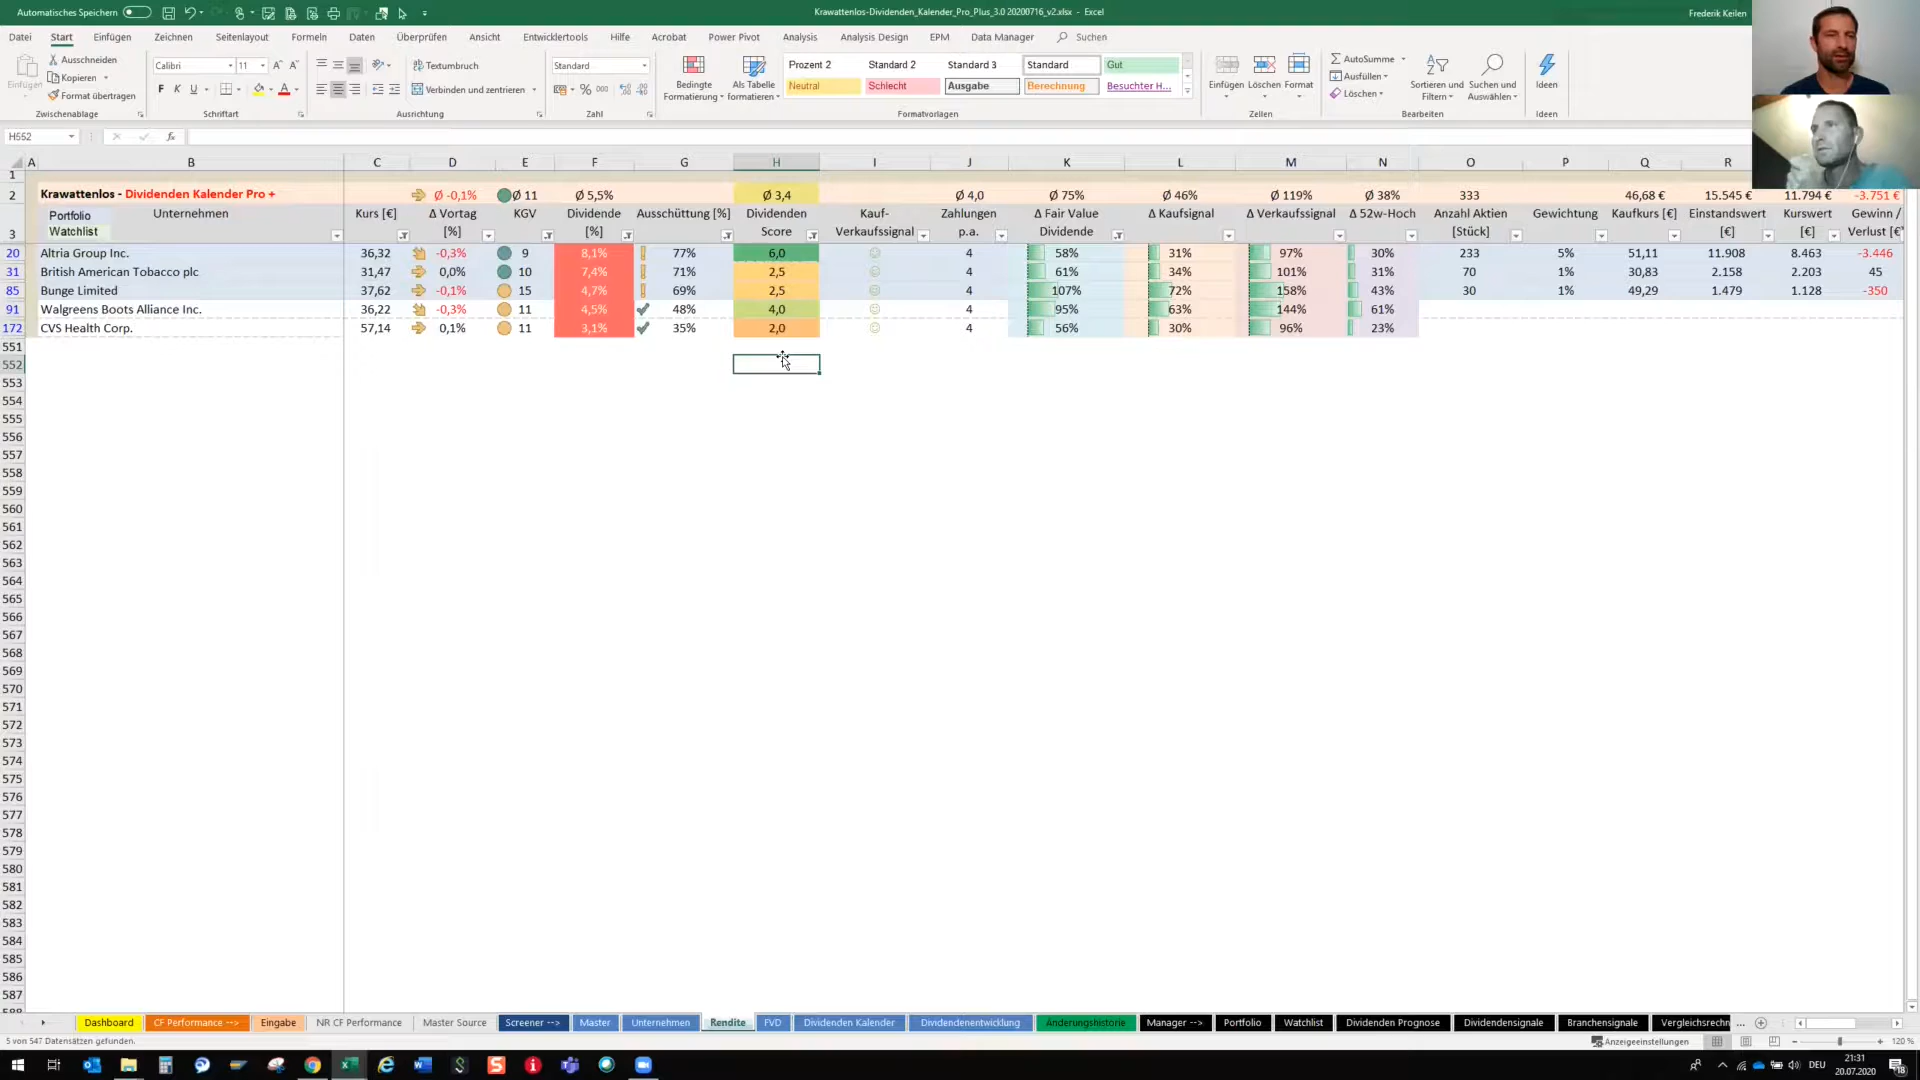 Automatisches Speichern
Krawattenlos-Dividenden_Kalender_Pro_Plus_3.0 20200716_v2.xlsx - Excel
Frederik Keilen
Datei Start Einfügen Zeichnen Seitenlayout Formeln Daten Überprüfen Ansicht Entwicklertools Hilfe Acrobat Power Pivot Analysis Analysis Design EPM Data Manager Suchen
Einfügen
Ausschneiden
Kopieren
Format übertragen
Zwischenablage
Calibri 11
F K U
Schriftart
Textumbruch
Verbinden und zentrieren
Ausrichtung
Standard
% 000
Zahl
Bedingte Formatierung
Als Tabelle formatieren
Prozent 2 Standard 2 Standard 3 Standard Gut
Neutral Schlecht Ausgabe Berechnung Besuchter H...
Formatvorlagen
Einfügen Löschen Format
Zellen
AutoSumme
Ausfüllen
Löschen
Sortieren und Filtern
Suchen und Auswählen
Bearbeiten
Ideen
Ideen
H552
fx
A B C D E F G H I J K L M N O P Q R
1
2 Krawattenlos - Dividenden Kalender Pro + Ø -0,1% Ø 11 Ø 5,5% Ø 3,4 Ø 4,0 Ø 75% Ø 46% Ø 119% Ø 38% 333 46,68 € 15.545 € 11.794 € -3.751 €
Portfolio Unternehmen Kurs [€] Δ Vortag KGV Dividende Ausschüttung [%] Dividenden Kauf- Zahlungen Δ Fair Value Δ Kaufsignal Δ Verkaufssignal Δ 52w-Hoch Anzahl Aktien Gewichtung Kaufkurs [€] Einstandswert Kurswert Gewinn /
3 Watchlist [%] [%] Score Verkaufssignal p.a. Dividende [Stück] [€] [€] Verlust [€
20 Altria Group Inc. 36,32 -0,3% 9 8,1% 77% 6,0 4 58% 31% 97% 30% 233 5% 51,11 11.908 8.463 -3.446
31 British American Tobacco plc 31,47 0,0% 10 7,4% 71% 2,5 4 61% 34% 101% 31% 70 1% 30,83 2.158 2.203 45
85 Bunge Limited 37,62 -0,1% 15 4,7% 69% 2,5 4 107% 72% 158% 43% 30 1% 49,29 1.479 1.128 -350
91 Walgreens Boots Alliance Inc. 36,22 -0,3% 11 4,5% 48% 4,0 4 95% 63% 144% 61%
172 CVS Health Corp. 57,14 0,1% 11 3,1% 35% 2,0 4 56% 30% 96% 23%
551
552
553
554
555
556
557
558
559
560
561
562
563
564
565
566
567
568
569
570
571
572
573
574
575
576
577
578
579
580
581
582
583
584
585
586
587
588
Dashboard CF Performance --> Eingabe NR CF Performance Master Source Screener --> Master Unternehmen Rendite FVD Dividenden Kalender Dividendenentwicklung Änderungshistorie Manager --> Portfolio Watchlist Dividenden Prognose Dividendensignale Branchensignale Vergleichsrechn ...
5 von 547 Datensätzen gefunden.
Anzeigeeinstellungen
120 %
DEU
21:31
20.07.2020